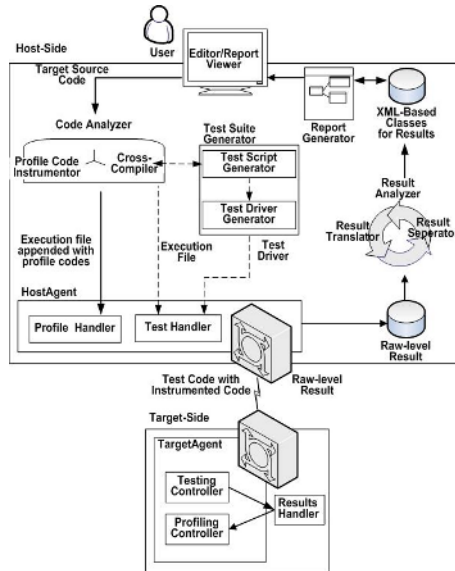 User
Editor/Report
Viewer
Host-Side
Target Source
Code
Code Analyzer
Profile Code
Instrumentor
Cross-
Compiler
Test Suite
Generator
Test Script
Generator
Test Driver
Generator
Report
Generator
XML-Based
Classes
for Results
Result
Analyzer
Result
Translator
Result
Seperator
Execution file
appended with
profile codes
Execution
File
Test
Driver
HostAgent
Profile Handler
Test Handler
Raw-level
Result
Test Code with
Instrumented Code
Raw-level
Result
Target-Side
TargetAgent
Testing
Controller
Profiling
Controller
Results
Handler